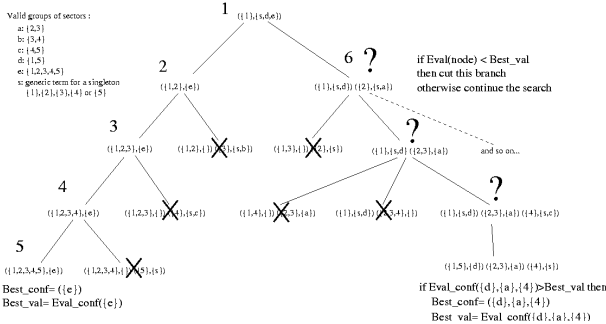 Valid groups of sectors :
a: {2,3}
b: {3,4}
c: {4,5}
d: {1,5}
e: {1,2,3,4,5}
s: generic term for a singleton
{1},{2},{3},{4} or {5}
1
({1},{s,d,e})
2
({1,2},{e})
6 ?
({1},{s,d}) ({2},{s,a})
if Eval(node) < Best_val
then cut this branch
otherwise continue the search
3
({1,2,3},{e})
({1,2},{}) ({3},{s,b})
({1,3},{}) ({2},{s})
?
({1},{s,d} ({2,3},{a})
and so on...
4
({1,2,3,4},{e})
({1,2,3},{}) ({4},{s,c})
({1,4},{}) ({2,3},{a})
({1},{s,d}) ({2,3,4},{})
?
({1},{s,d}) ({2,3},{a}) ({4},{s,c})
5
({1,2,3,4,5},{e})
({1,2,3,4},{}) ({5},{s})
({1,5},{d}) ({2,3},{a}) ({4},{s})
Best_conf= ({e})
Best_val= Eval_conf({e})
if Eval_conf({d},{a},{4})>Best_val then
Best_conf= ({d},{a},{4})
Best_val= Eval_conf({d},{a},{4})